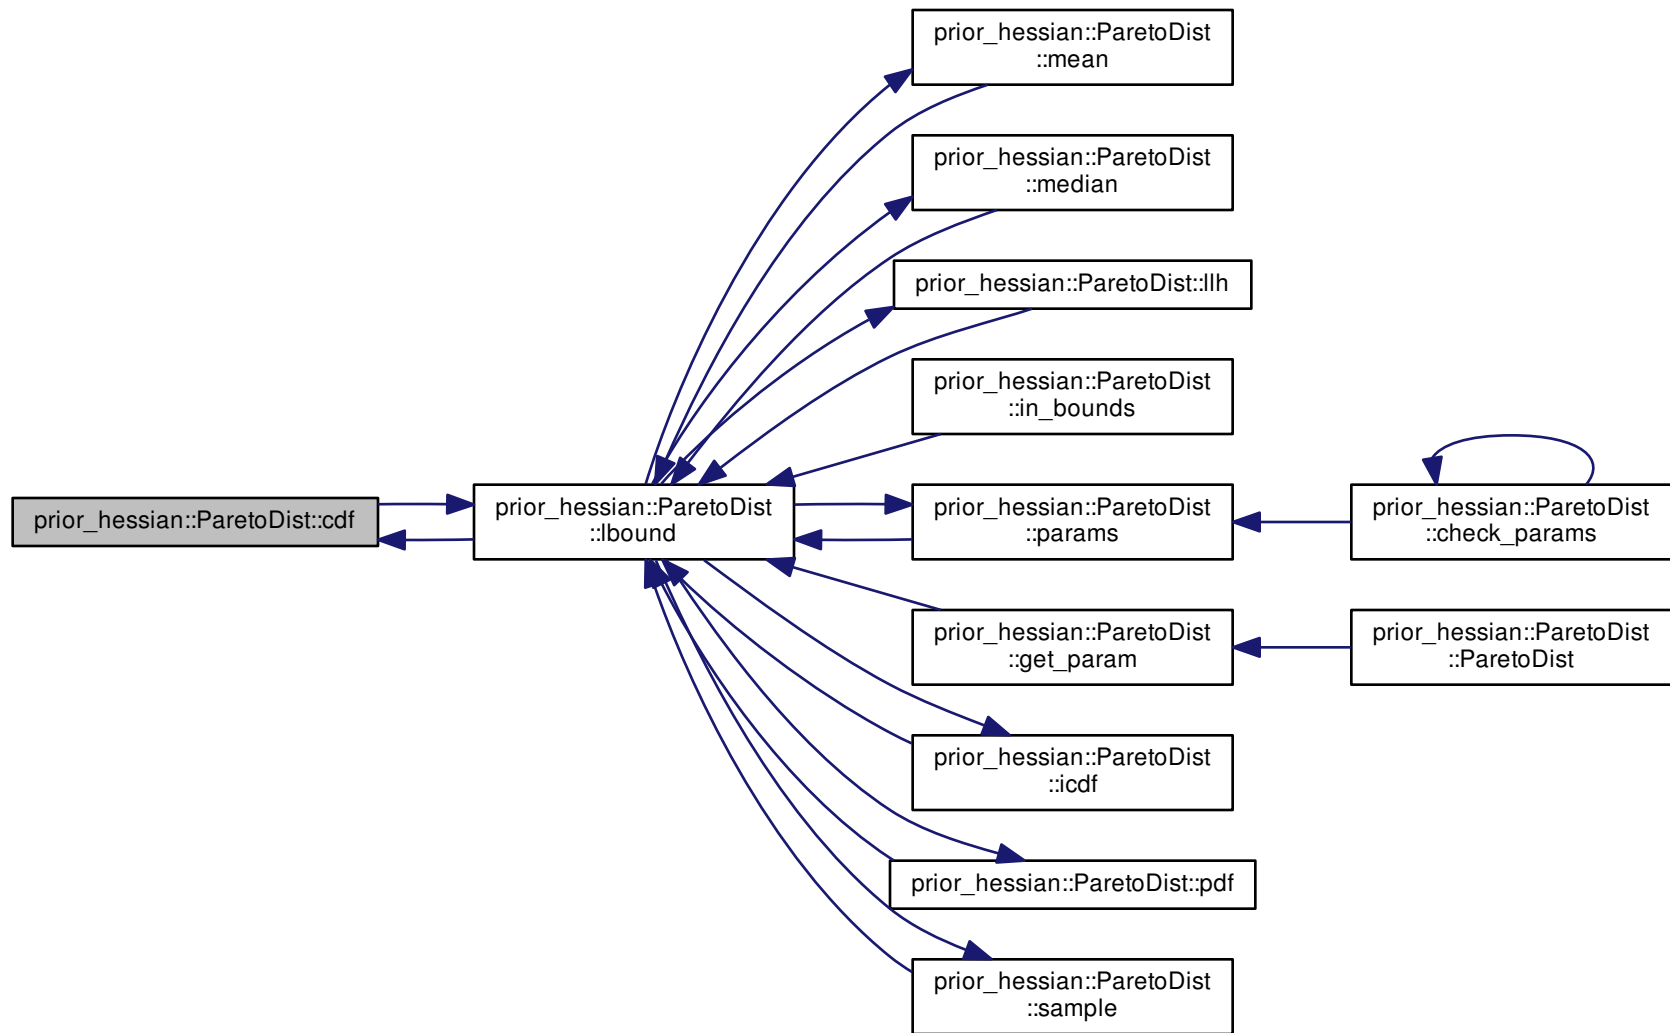 prior_hessian::ParetoDist
::mean
prior_hessian::ParetoDist
::median
prior_hessian::ParetoDist::llh
prior_hessian::ParetoDist
::in_bounds
prior_hessian::ParetoDist::cdf
prior_hessian::ParetoDist
::lbound
prior_hessian::ParetoDist
::params
prior_hessian::ParetoDist
::check_params
prior_hessian::ParetoDist
::get_param
prior_hessian::ParetoDist
::ParetoDist
prior_hessian::ParetoDist
::icdf
prior_hessian::ParetoDist::pdf
prior_hessian::ParetoDist
::sample